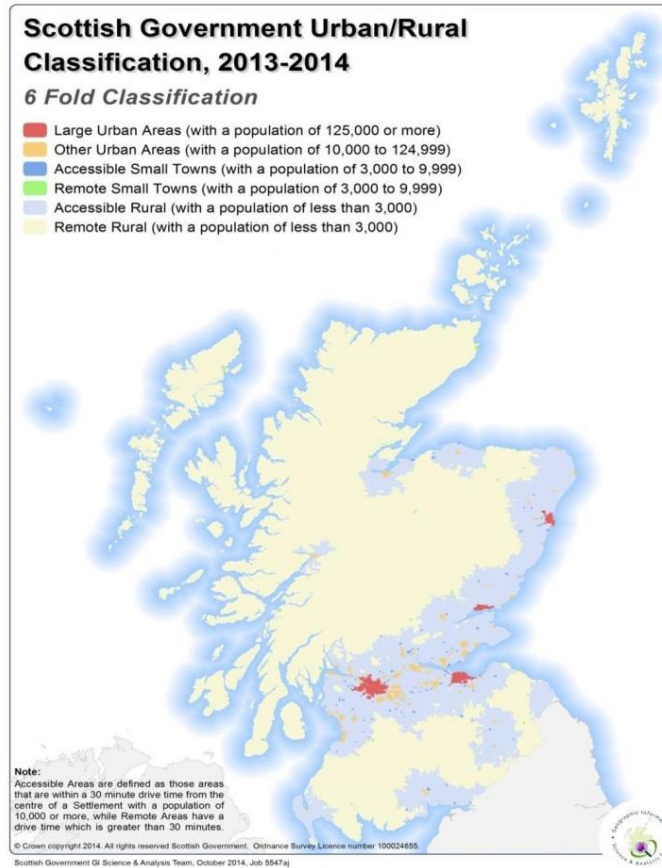 Scottish Government Urban/Rural
Classification, 2013-2014
6 Fold Classification
Large Urban Areas (with a population of 125,000 or more)
Other Urban Areas (with a population of 10,000 to 124,999)
Accessible Small Towns (with a population of 3,000 to 9,999)
Remote Small Towns (with a population of 3,000 to 9,999)
Accessible Rural (with a population of less than 3,000)
Remote Rural (with a population of less than 3,000)
Note:
Accessible Areas are defined as those areas
that are within a 30 minute drive time from the
centre of a Settlement with a population of
10,000 or more, while Remote Areas have a
drive time which is greater than 30 minutes.
© Crown copyright 2014. All rights reserved Scottish Government. Ordnance Survey Licence number 100024655.
Scottish Government GI Science & Analysis Team, October 2014, Job 5547aj